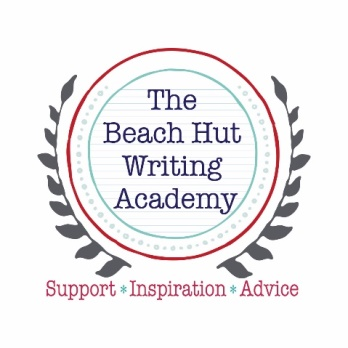 The
Beach Hut
Writing
Academy
Support * Inspiration * Advice